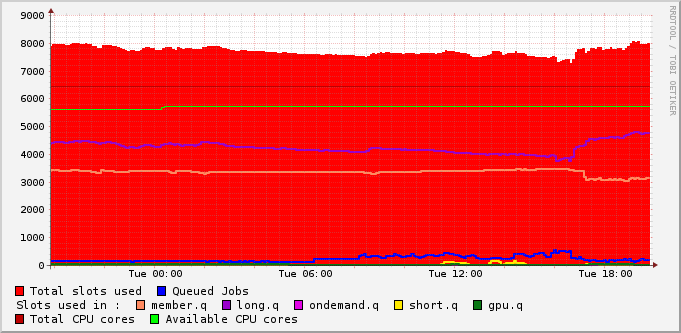 RRDTOOL / TOBI OETIKER
9000
8000
7000
6000
5000
4000
3000
2000
1000
0
Tue 00:00 Tue 06:00 Tue 12:00 Tue 18:00
Total slots used Queued Jobs
Slots used in : member.q long.q ondemand.q short.q gpu.q
Total CPU cores Available CPU cores